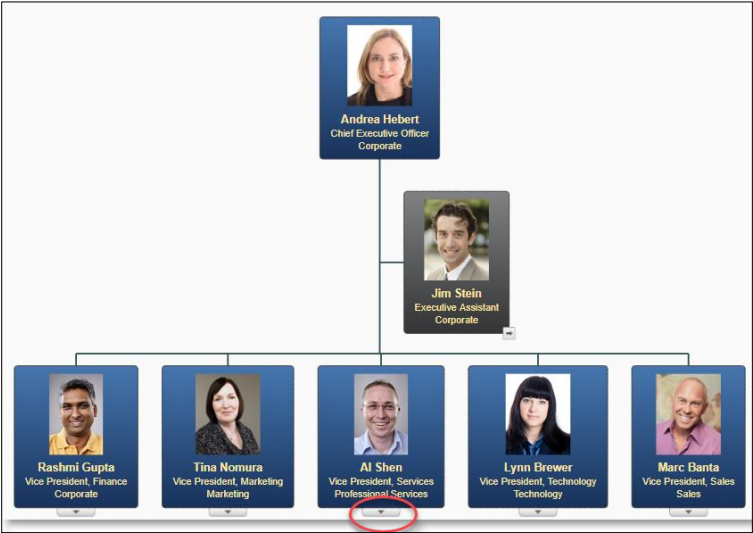 Andrea Hebert
Chief Executive Officer
Corporate
Jim Stein
Executive Assistant
Corporate
Rashmi Gupta
Vice President, Finance
Corporate
Tina Nomura
Vice President, Marketing
Marketing
Al Shen
Vice President, Services
Professional Services
Lynn Brewer
Vice President, Technology
Technology
Marc Banta
Vice President, Sales
Sales